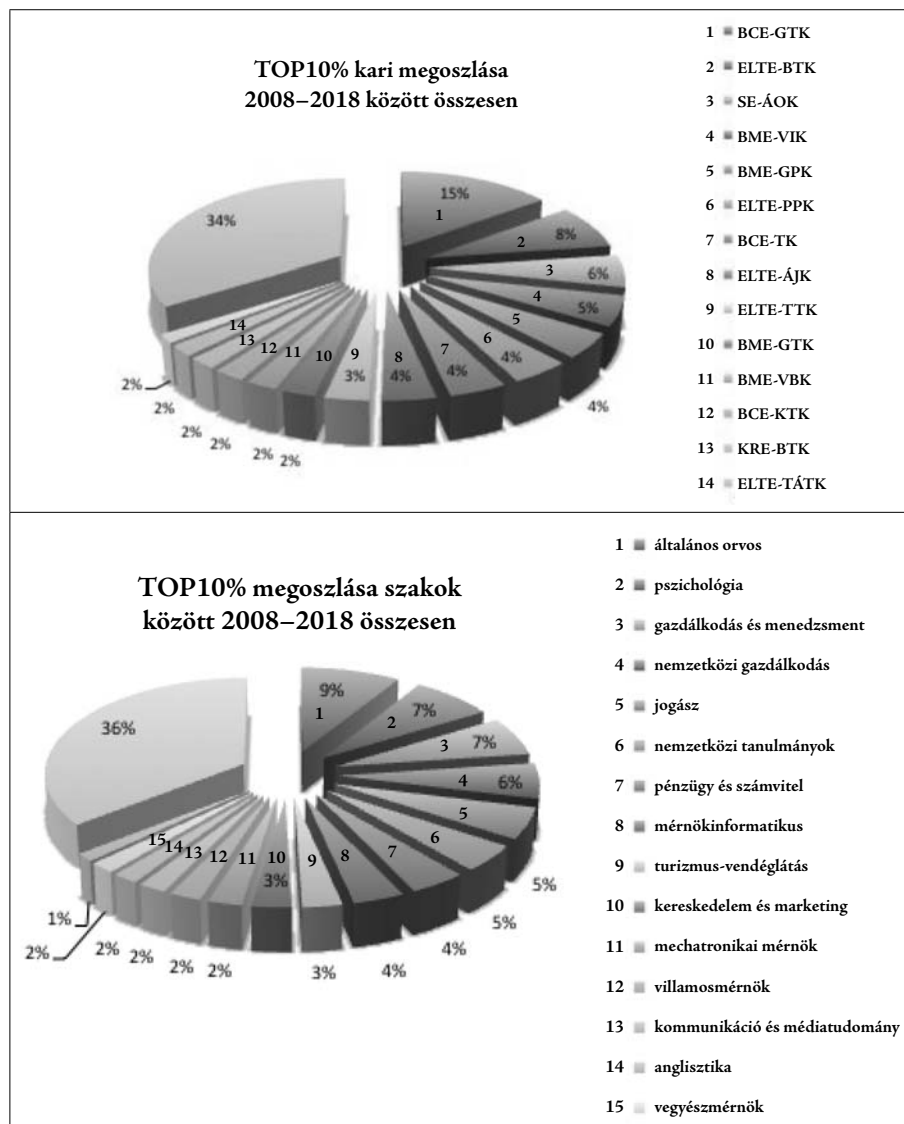 TOP10% kari megoszlása
2008–2018 között összesen
15%
1
8%
2
6%
3
5%
4
4%
5
4%
6
4%
7
4%
8
3%
9
2%
10
2%
11
2%
12
2%
13
2%
14
34%
1 BCE-GTK
2 ELTE-BTK
3 SE-ÁOK
4 BME-VIK
5 BME-GPK
6 ELTE-PPK
7 BCE-TK
8 ELTE-ÁJK
9 ELTE-TTK
10 BME-GTK
11 BME-VBK
12 BCE-KTK
13 KRE-BTK
14 ELTE-TÁTK
TOP10% megoszlása szakok
között 2008–2018 összesen
9%
1
7%
2
7%
3
6%
4
5%
5
5%
6
4%
7
4%
8
3%
9
3%
10
2%
11
2%
12
2%
13
2%
14
2%
15
1%
36%
1 általános orvos
2 pszichológia
3 gazdálkodás és menedzsment
4 nemzetközi gazdálkodás
5 jogász
6 nemzetközi tanulmányok
7 pénzügy és számvitel
8 mérnökinformatikus
9 turizmus-vendéglátás
10 kereskedelem és marketing
11 mechatronikai mérnök
12 villamosmérnök
13 kommunikáció és médiatudomány
14 anglisztika
15 vegyészmérnök